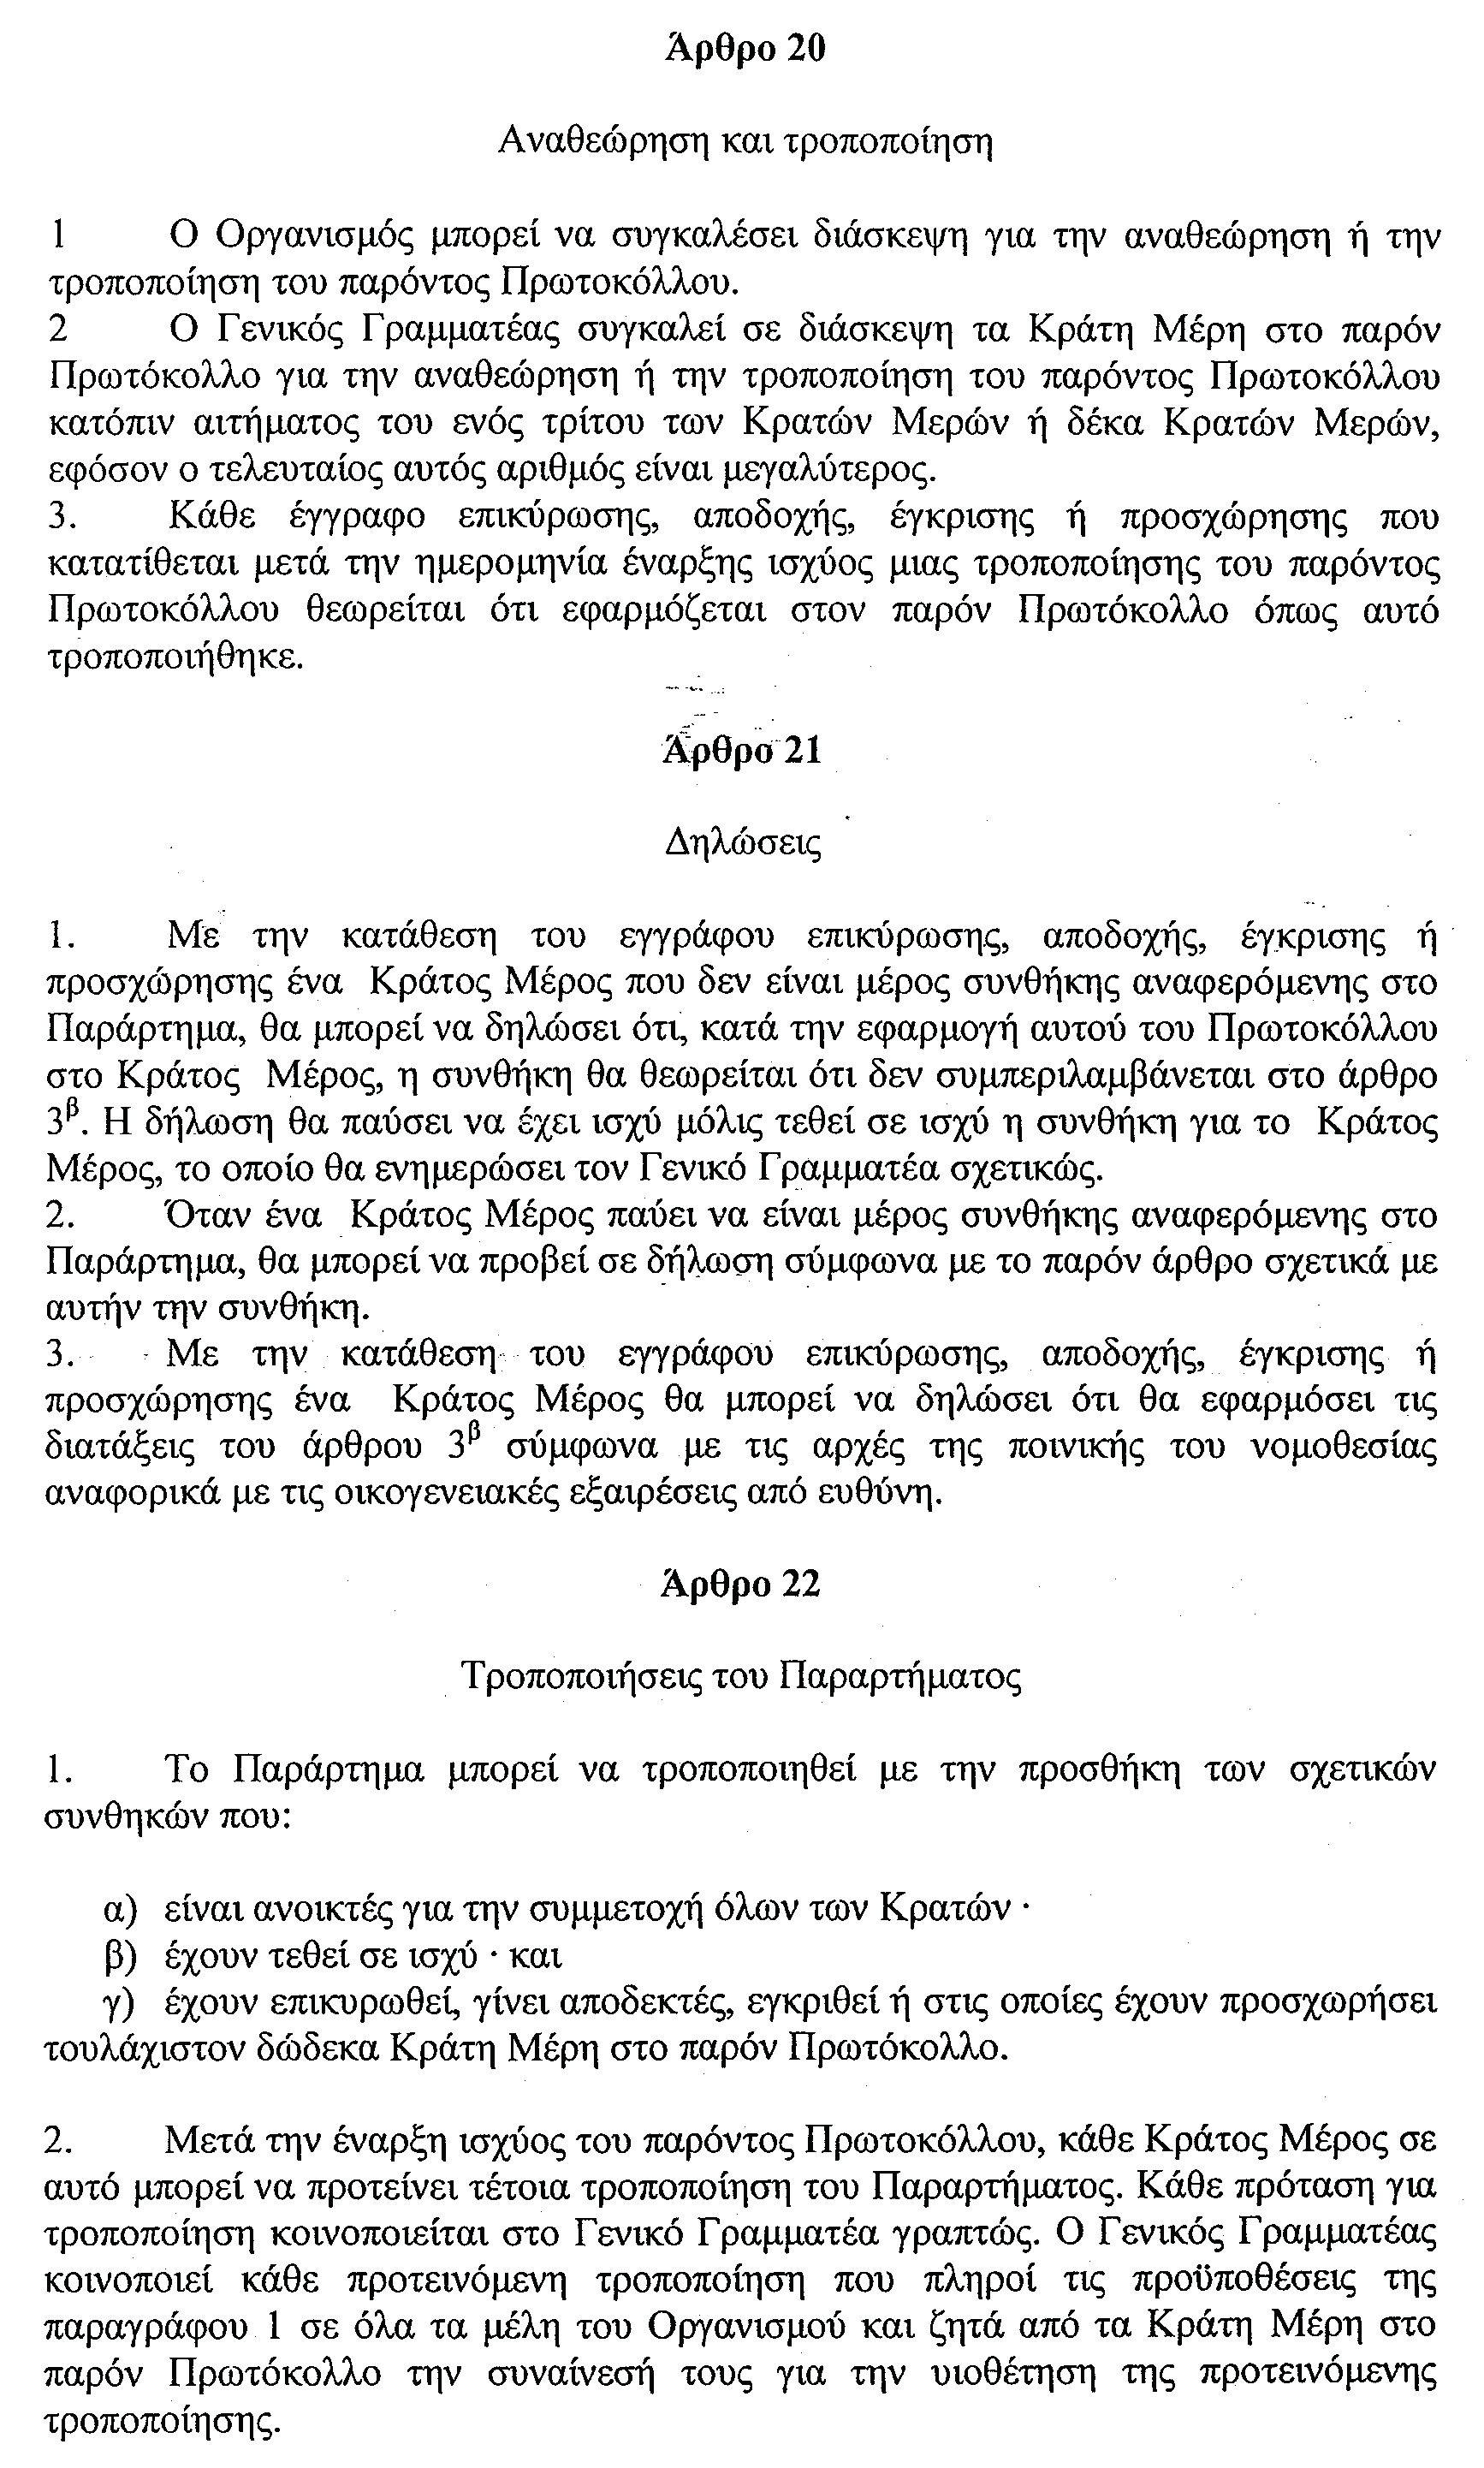 Άρθρο 20
Αναθεώρηση και τροποποίηση
1 Ο Οργανισμός μπορεί να συγκαλέσει διάσκεψη για την αναθεώρηση ή την
τροποποίηση του παρόντος Πρωτοκόλλου.
2 Ο Γενικός Γραμματέας συγκαλεί σε διάσκεψη τα Κράτη Μέρη στο παρόν
Πρωτόκολλο για την αναθεώρηση ή την τροποποίηση του παρόντος Πρωτοκόλλου
κατόπιν αιτήματος του ενός τρίτου των Κρατών Μερών ή δέκα Κρατών Μερών,
εφόσον ο τελευταίος αυτός αριθμός είναι μεγαλύτερος.
3. Κάθε έγγραφο επικύρωσης, αποδοχής, έγκρισης ή προσχώρησης που
κατατίθεται μετά την ημερομηνία έναρξης ισχύος μιας τροποποίησης του παρόντος
Πρωτοκόλλου θεωρείται ότι εφαρμόζεται στον παρόν Πρωτόκολλο όπως αυτό
τροποποιήθηκε.
Άρθρο 21
Δηλώσεις
1. Με την κατάθεση του εγγράφου επικύρωσης, αποδοχής, έγκρισης ή
προσχώρησης ένα Κράτος Μέρος που δεν είναι μέρος συνθήκης αναφερόμενης στο
Παράρτημα, θα μπορεί να δηλώσει ότι, κατά την εφαρμογή αυτού του Πρωτοκόλλου
στο Κράτος Μέρος, η συνθήκη θα θεωρείται ότι δεν συμπεριλαμβάνεται στο άρθρο
3β. Η δήλωση θα παύσει να έχει ισχύ μόλις τεθεί σε ισχύ η συνθήκη για το Κράτος
Μέρος, το οποίο θα ενημερώσει τον Γενικό Γραμματέα σχετικώς.
2. Όταν ένα Κράτος Μέρος παύει να είναι μέρος συνθήκης αναφερόμενης στο
Παράρτημα, θα μπορεί να προβεί σε δήλωση σύμφωνα με το παρόν άρθρο σχετικά με
αυτήν την συνθήκη.
3. Με την κατάθεση του εγγράφου επικύρωσης, αποδοχής, έγκρισης ή
προσχώρησης ένα Κράτος Μέρος θα μπορεί να δηλώσει ότι θα εφαρμόσει τις
διατάξεις του άρθρου 3β σύμφωνα με τις αρχές της ποινικής του νομοθεσίας
αναφορικά με τις οικογενειακές εξαιρέσεις από ευθύνη.
Άρθρο 22
Τροποποιήσεις του Παραρτήματος
1. Το Παράρτημα μπορεί να τροποποιηθεί με την προσθήκη των σχετικών
συνθηκών που:
α) είναι ανοικτές για την συμμετοχή όλων των Κρατών ·
β) έχουν τεθεί σε ισχύ · και
γ) έχουν επικυρωθεί, γίνει αποδεκτές, εγκριθεί ή στις οποίες έχουν προσχωρήσει
τουλάχιστον δώδεκα Κράτη Μέρη στο παρόν Πρωτόκολλο.
2. Μετά την έναρξη ισχύος του παρόντος Πρωτοκόλλου, κάθε Κράτος Μέρος σε
αυτό μπορεί να προτείνει τέτοια τροποποίηση του Παραρτήματος. Κάθε πρόταση για
τροποποίηση κοινοποιείται στο Γενικό Γραμματέα γραπτώς. Ο Γενικός Γραμματέας
κοινοποιεί κάθε προτεινόμενη τροποποίηση που πληροί τις προϋποθέσεις της
παραγράφου 1 σε όλα τα μέλη του Οργανισμού και ζητά από τα Κράτη Μέρη στο
παρόν Πρωτόκολλο την συναίνεσή τους για την υιοθέτηση της προτεινόμενης
τροποποίησης.